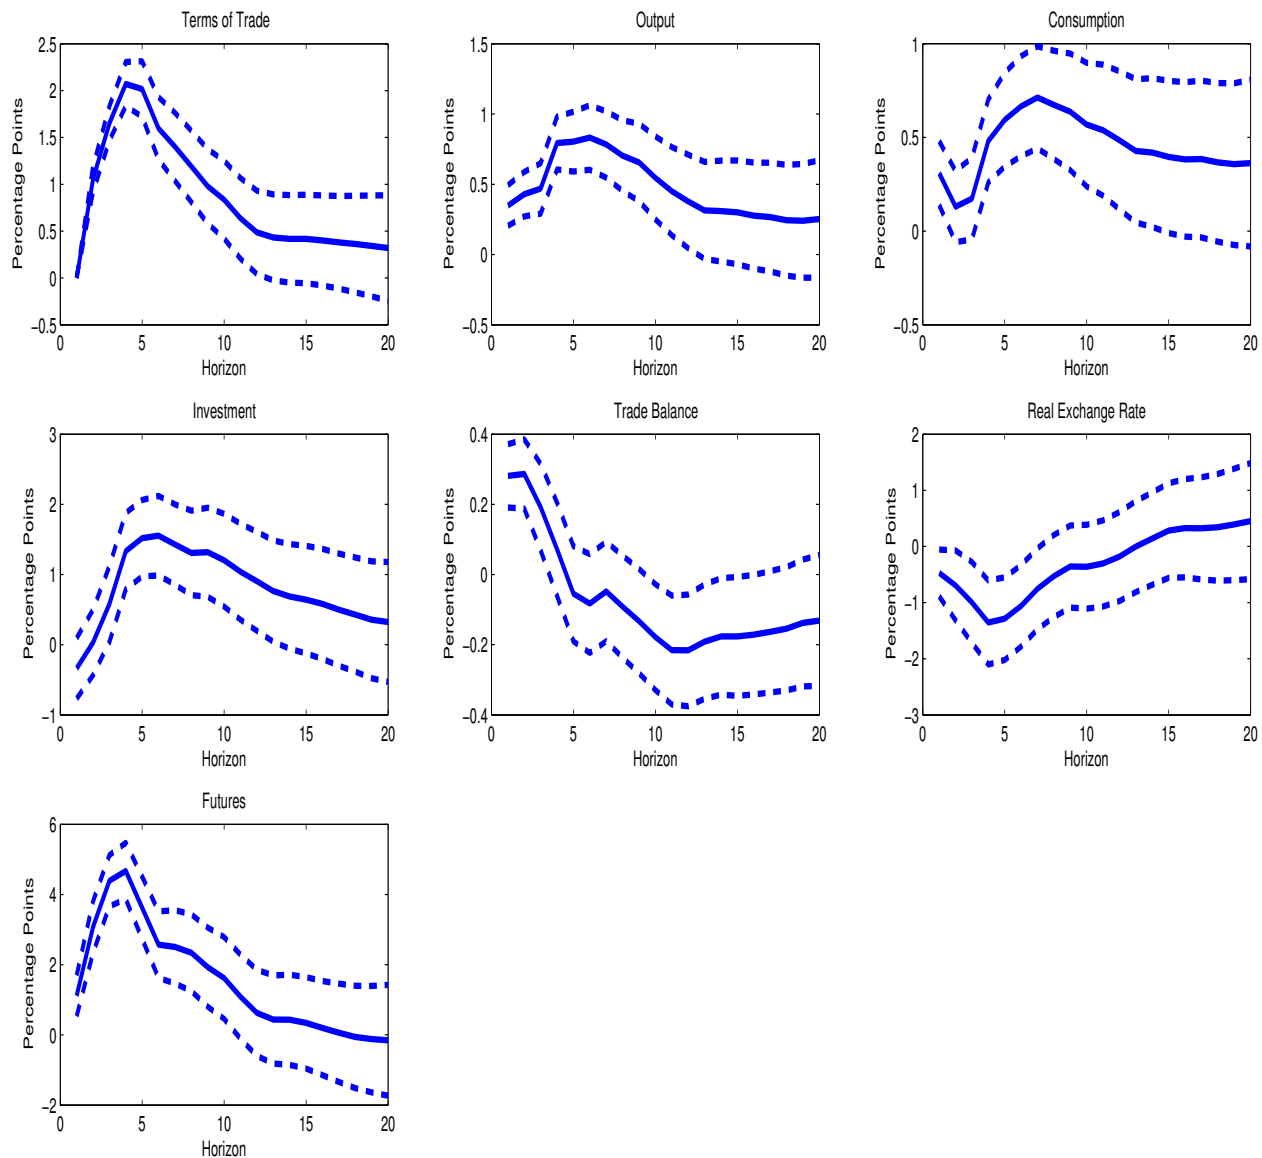 Terms of Trade
Percentage Points
2.5
2
1.5
1
0.5
0
−0.5
0 5 10 15 20
Horizon
Output
Percentage Points
1.5
1
0.5
0
−0.5
0 5 10 15 20
Horizon
Consumption
Percentage Points
1
0.5
0
−0.5
0 5 10 15 20
Horizon
Investment
Percentage Points
3
2
1
0
−1
0 5 10 15 20
Horizon
Trade Balance
Percentage Points
0.4
0.2
0
−0.2
−0.4
0 5 10 15 20
Horizon
Real Exchange Rate
Percentage Points
2
1
0
−1
−2
−3
0 5 10 15 20
Horizon
Futures
Percentage Points
6
4
2
0
−2
0 5 10 15 20
Horizon